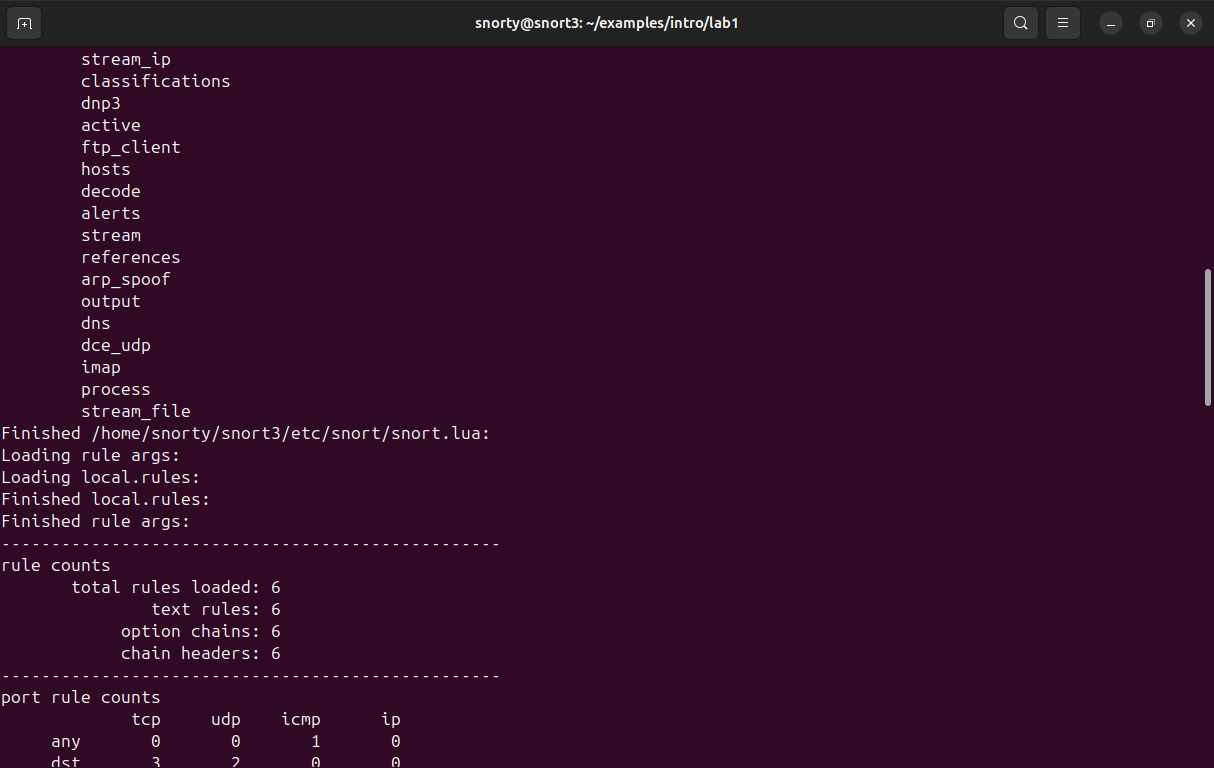 snorty@snort3: ~/examples/intro/lab1
stream_ip
classifications
dnp3
active
ftp_client
hosts
decode
alerts
stream
references
arp_spoof
output
dns
dce_udp
imap
process
stream_file
Finished /home/snorty/snort3/etc/snort/snort.lua:
Loading rule args:
Loading local.rules:
Finished local.rules:
Finished rule args:
--------------------------------------------------
rule counts
       total rules loaded: 6
               text rules: 6
            option chains: 6
            chain headers: 6
--------------------------------------------------
port rule counts
             tcp     udp    icmp      ip
     any       0       0       1       0
     dst       3       2       0       0